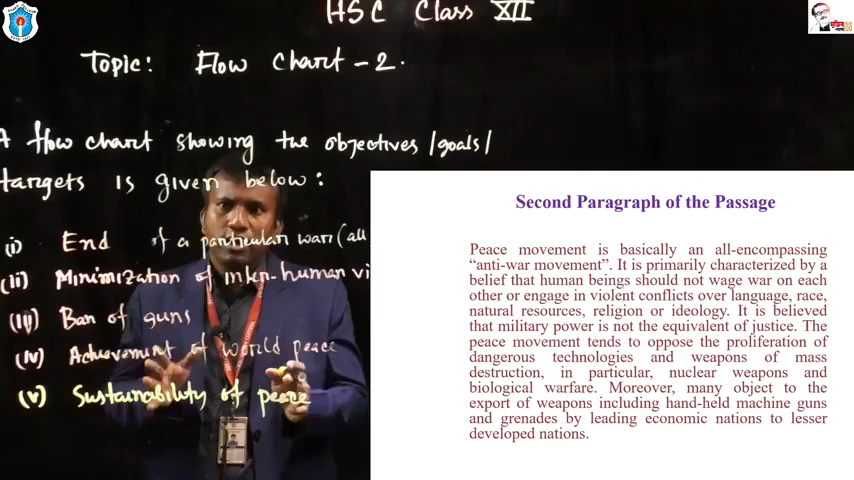 HSC Class XII
Topic: Flow Chart - 2.
A flow chart showing the objectives /goals/
targets is given below:
(i) End of a particular war (all
(ii) Minimization of inter-human vi
(iii) Ban of guns
(iv) Achievement of world peace
(v) Sustainability of peace
Second Paragraph of the Passage
Peace movement is basically an all-encompassing
“anti-war movement”. It is primarily characterized by a
belief that human beings should not wage war on each
other or engage in violent conflicts over language, race,
natural resources, religion or ideology. It is believed
that military power is not the equivalent of justice. The
peace movement tends to oppose the proliferation of
dangerous technologies and weapons of mass
destruction, in particular, nuclear weapons and
biological warfare. Moreover, many object to the
export of weapons including hand-held machine guns
and grenades by leading economic nations to lesser
developed nations.